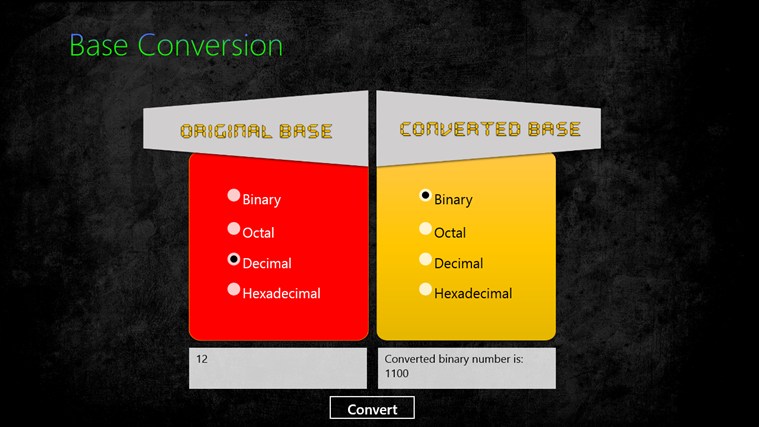 Base Conversion
ORIGINAL BASE
CONVERTED BASE
Binary
Octal
Decimal
Hexadecimal
Binary
Octal
Decimal
Hexadecimal
12
Converted binary number is:
1100
Convert